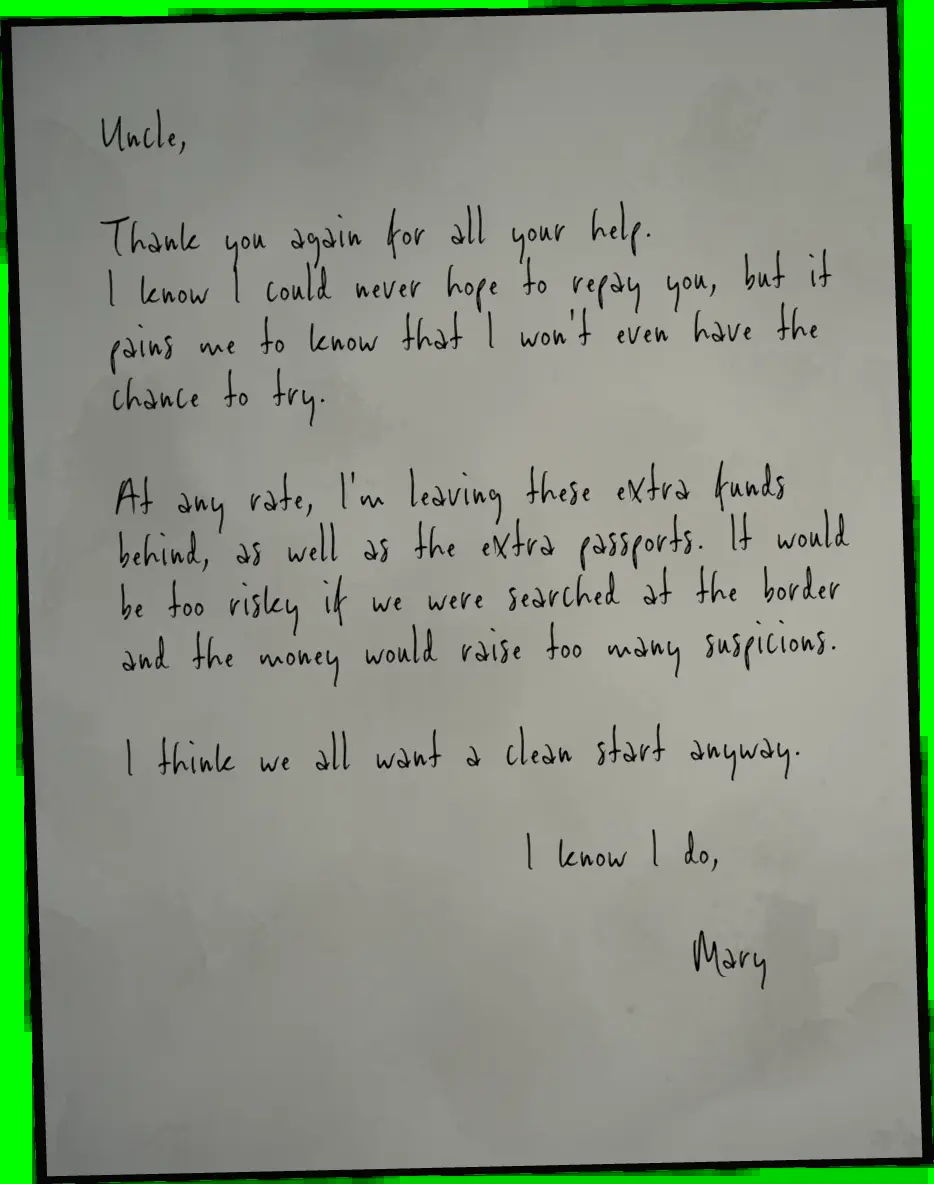 Uncle,
Thank you again for all your help.
I know I could never hope to repay you, but it
pains me to know that I won't even have the
chance to try.
At any rate, I'm leaving these extra funds
behind, as well as the extra passports. It would
be too risky if we were searched at the border
and the money would raise too many suspicions.
I think we all want a clean start anyway.
I know I do,
Mary